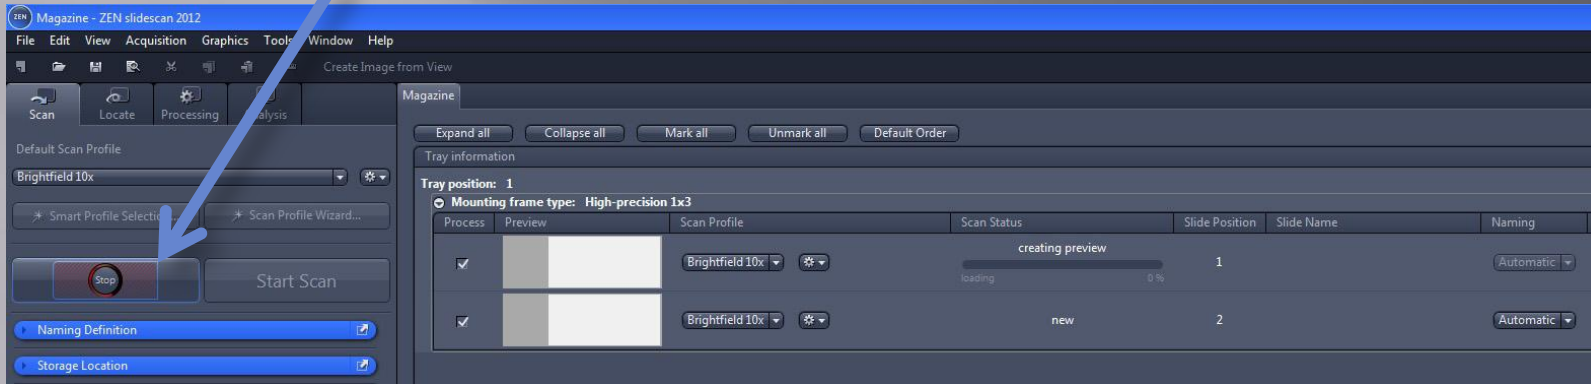 ZEN Magazine - ZEN slidescan 2012
File Edit View Acquisition Graphics Tools Window Help
Create Image from View
Scan Locate Processing
Magazine
Expand all Collapse all Mark all Unmark all Default Order
Default Scan Profile
Brightfield 10x
Smart Profile Scan Profile Wizard...
Stop Start Scan
Naming Definition
Storage Location
Tray information
Tray position: 1
Mounting frame type: High-precision 1x3
Process Preview Scan Profile Scan Status Slide Position Slide Name Naming
Brightfield 10x creating preview 1 Automatic
loading 0 %
Brightfield 10x new 2 Automatic